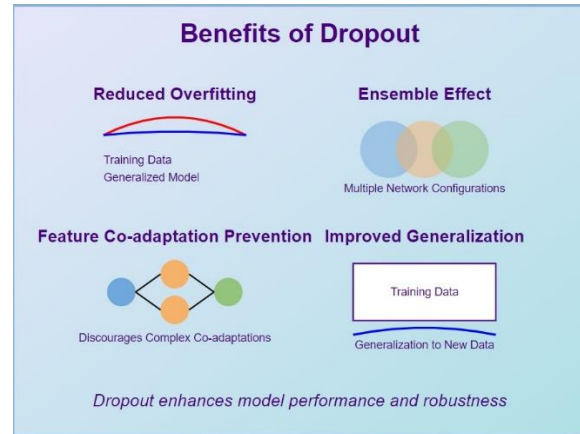 Benefits of Dropout
Reduced Overfitting
Training Data
Generalized Model
Ensemble Effect
Multiple Network Configurations
Feature Co-adaptation Prevention
Discourages Complex Co-adaptations
Improved Generalization
Training Data
Generalization to New Data
Dropout enhances model performance and robustness